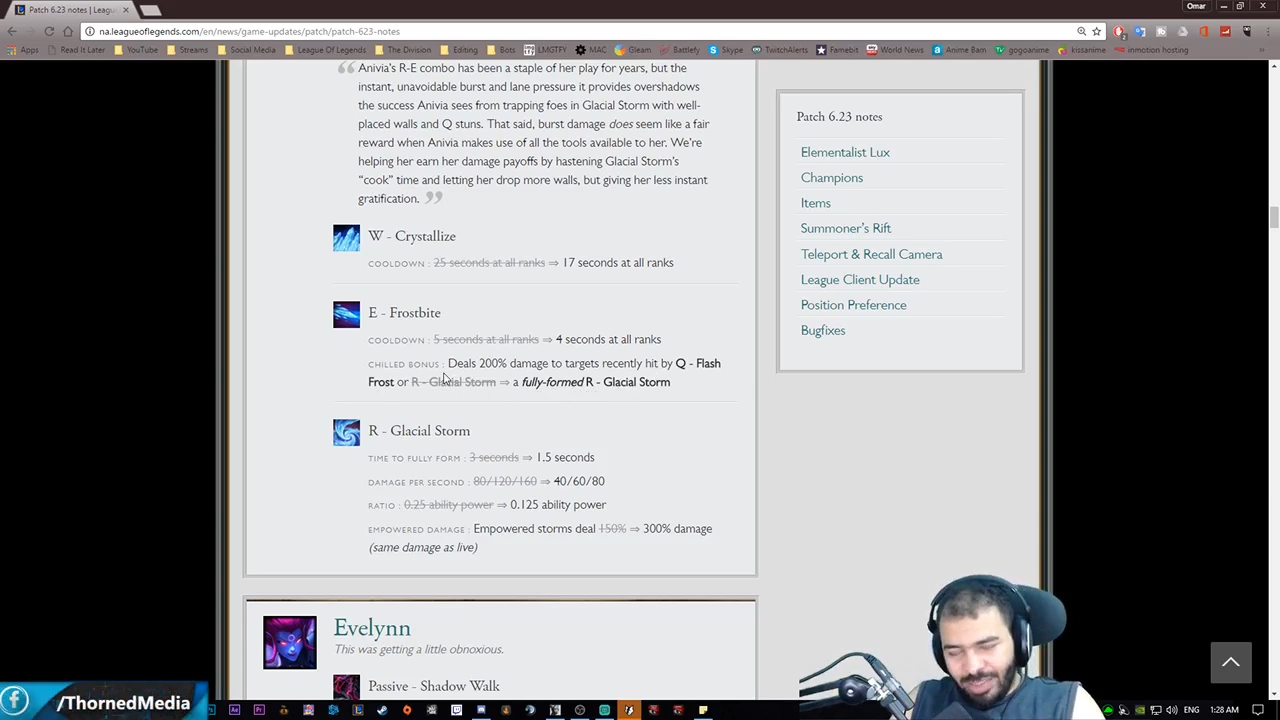 Patch 6.23 notes | Leagu
Omar
na.leagueoflegends.com/en/news/game-updates/patch/patch-623-notes
Apps
Read It Later
YouTube
Streams
Social Media
League Of Legends
The Division
Editing
Bots
LMGTFY
MAC
Gleam
Battlefy
Skype
TwitchAlerts
Famebit
World News
Anime Bam
gogoanime
kissanime
inmotion hosting
Anivia's R-E combo has been a staple of her play for years, but the
instant, unavoidable burst and lane pressure it provides overshadows
the success Anivia sees from trapping foes in Glacial Storm with well-
placed walls and Q stuns. That said, burst damage does seem like a fair
reward when Anivia makes use of all the tools available to her. We're
helping her earn her damage payoffs by hastening Glacial Storm's
“cook” time and letting her drop more walls, but giving her less instant
gratification.
W - Crystallize
COOLDOWN : 25 seconds at all ranks ⇒ 17 seconds at all ranks
E - Frostbite
COOLDOWN : 5 seconds at all ranks ⇒ 4 seconds at all ranks
CHILLED BONUS : Deals 200% damage to targets recently hit by Q - Flash
Frost or R - Glacial Storm ⇒ a fully-formed R - Glacial Storm
R - Glacial Storm
TIME TO FULLY FORM : 3 seconds ⇒ 1.5 seconds
DAMAGE PER SECOND : 80/120/160 ⇒ 40/60/80
RATIO : 0.25 ability power ⇒ 0.125 ability power
EMPOWERED DAMAGE : Empowered storms deal 150% ⇒ 300% damage
(same damage as live)
Evelynn
This was getting a little obnoxious.
Passive - Shadow Walk
Patch 6.23 notes
Elementalist Lux
Champions
Items
Summoner's Rift
Teleport & Recall Camera
League Client Update
Position Preference
Bugfixes
/ThornedMedia
ENG
1:28 AM